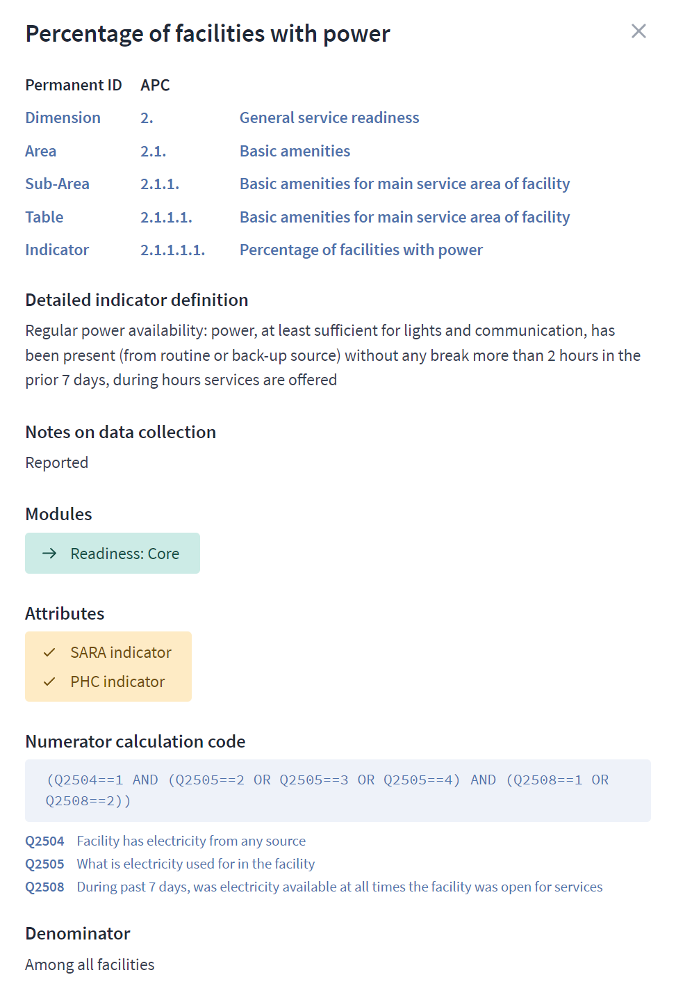 Percentage of facilities with power
Permanent ID APC
Dimension 2. General service readiness
Area 2.1. Basic amenities
Sub-Area 2.1.1. Basic amenities for main service area of facility
Table 2.1.1.1. Basic amenities for main service area of facility
Indicator 2.1.1.1.1. Percentage of facilities with power
Detailed indicator definition
Regular power availability: power, at least sufficient for lights and communication, has
been present (from routine or back-up source) without any break more than 2 hours in the
prior 7 days, during hours services are offered
Notes on data collection
Reported
Modules
→ Readiness: Core
Attributes
✓ SARA indicator
✓ PHC indicator
Numerator calculation code
(Q2504==1 AND (Q2505==2 OR Q2505==3 OR Q2505==4) AND (Q2508==1 OR
Q2508==2))
Q2504 Facility has electricity from any source
Q2505 What is electricity used for in the facility
Q2508 During past 7 days, was electricity available at all times the facility was open for services
Denominator
Among all facilities